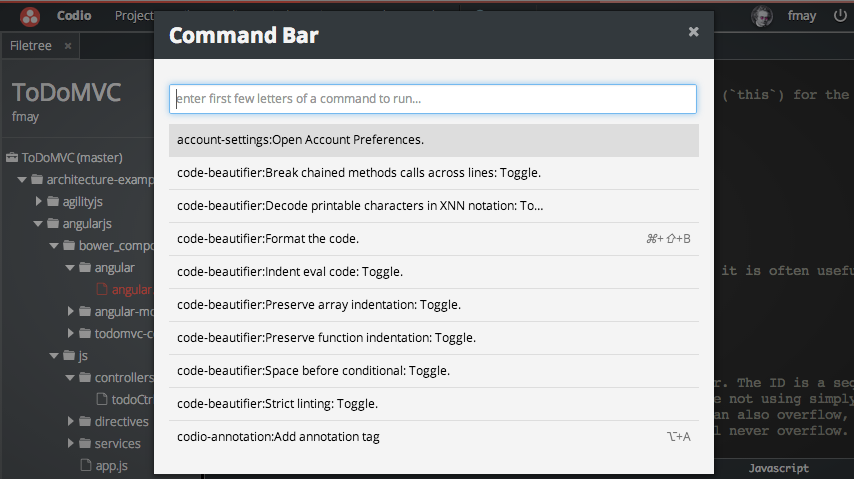 Codio
Project
fmay
Filetree ×
Command Bar
×
enter first few letters of a command to run...
account-settings:Open Account Preferences.
code-beautifier:Break chained methods calls across lines: Toggle.
code-beautifier:Decode printable characters in XNN notation: To...
code-beautifier:Format the code. ⌘+⇧+B
code-beautifier:Indent eval code: Toggle.
code-beautifier:Preserve array indentation: Toggle.
code-beautifier:Preserve function indentation: Toggle.
code-beautifier:Space before conditional: Toggle.
code-beautifier:Strict linting: Toggle.
codio-annotation:Add annotation tag ⌥+A
ToDoMVC
fmay
ToDoMVC (master)
architecture-examp
agilityjs
angularjs
bower_compo
angular
angular.
angular-mo
todomvc-c
js
controllers
todoCtr
directives
services
app.js
(`this`) for the
it is often usefu
r. The ID is a seq
e not using simply
an also overflow,
l never overflow.
Javascript